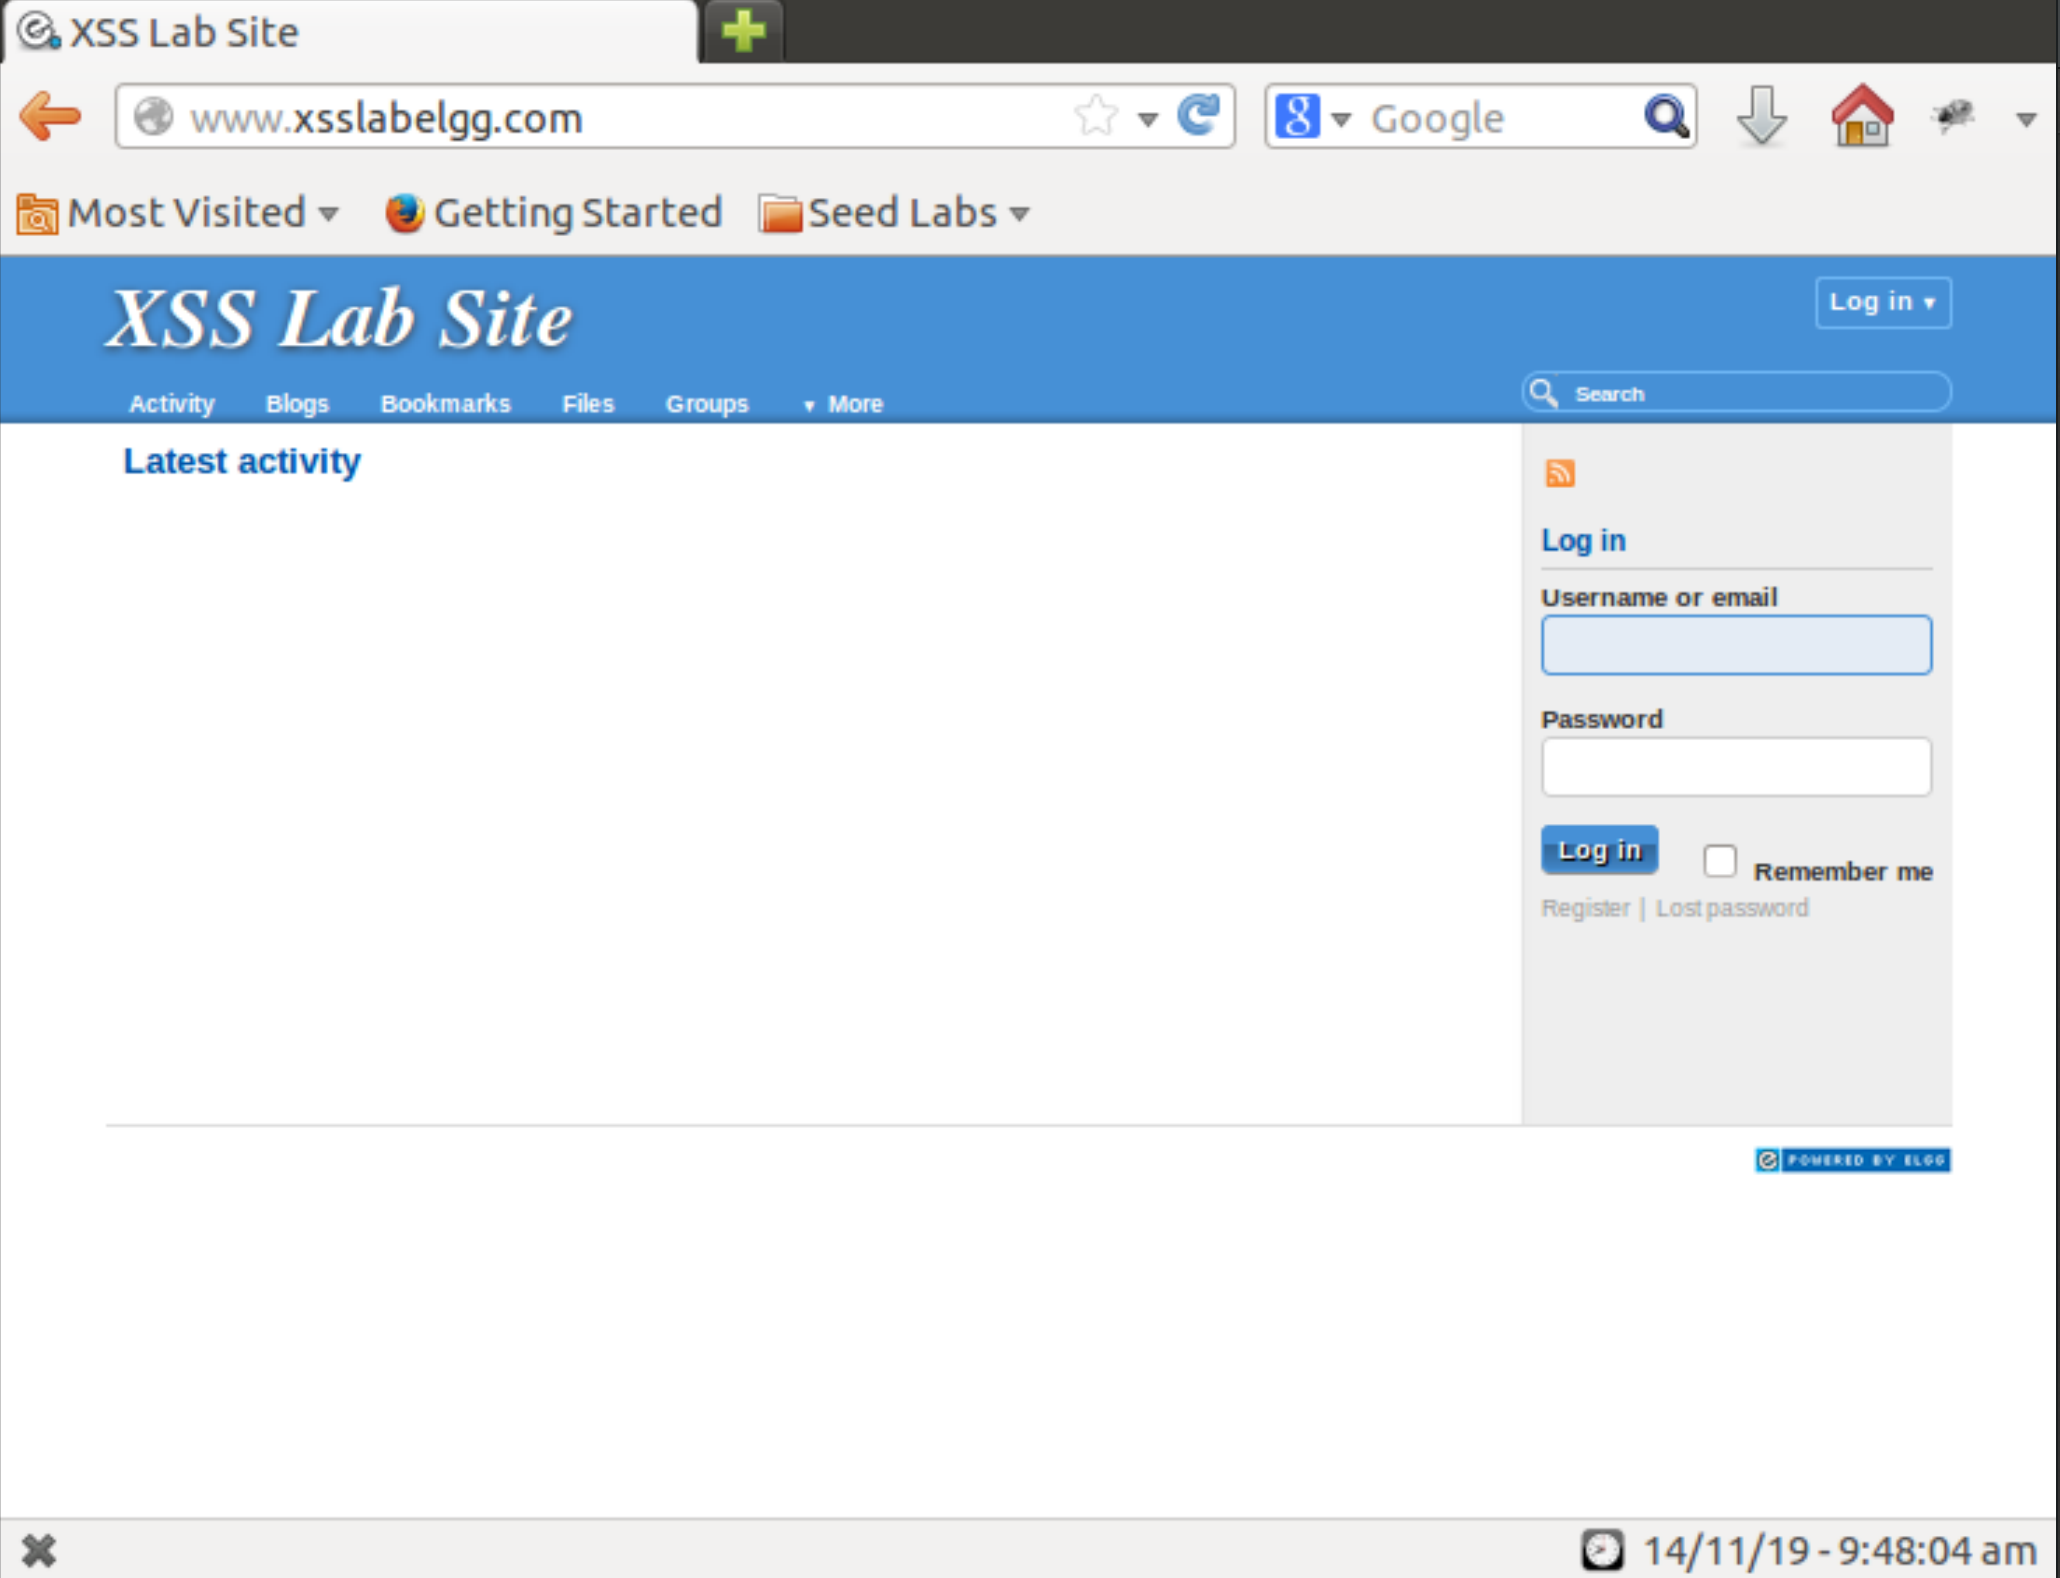 XSS Lab Site
www.xsslabelgg.com
Google
Most Visited
Getting Started
Seed Labs
XSS Lab Site
Log in
Activity
Blogs
Bookmarks
Files
Groups
More
Search
Latest activity
Log in
Username or email
Password
Log in
Remember me
Register | Lost password
POWERED BY ELGG
14/11/19 - 9:48:04 am